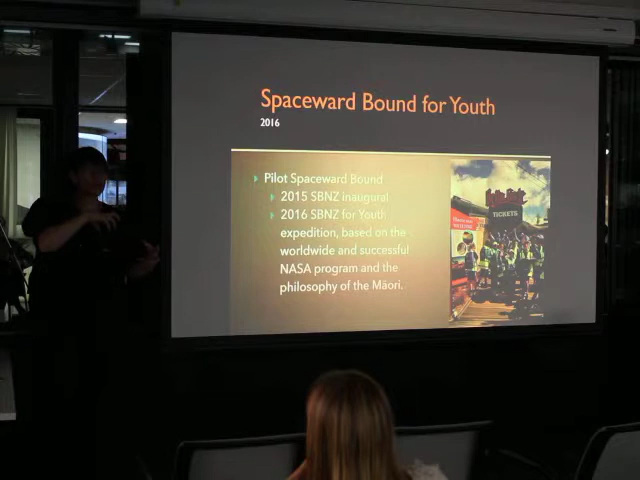 Spaceward Bound for Youth
2016
Pilot Spaceward Bound
2015 SBNZ inaugural
2016 SBNZ for Youth
expedition, based on the
worldwide and successful
NASA program and the
philosophy of the Māori.
TICKETS